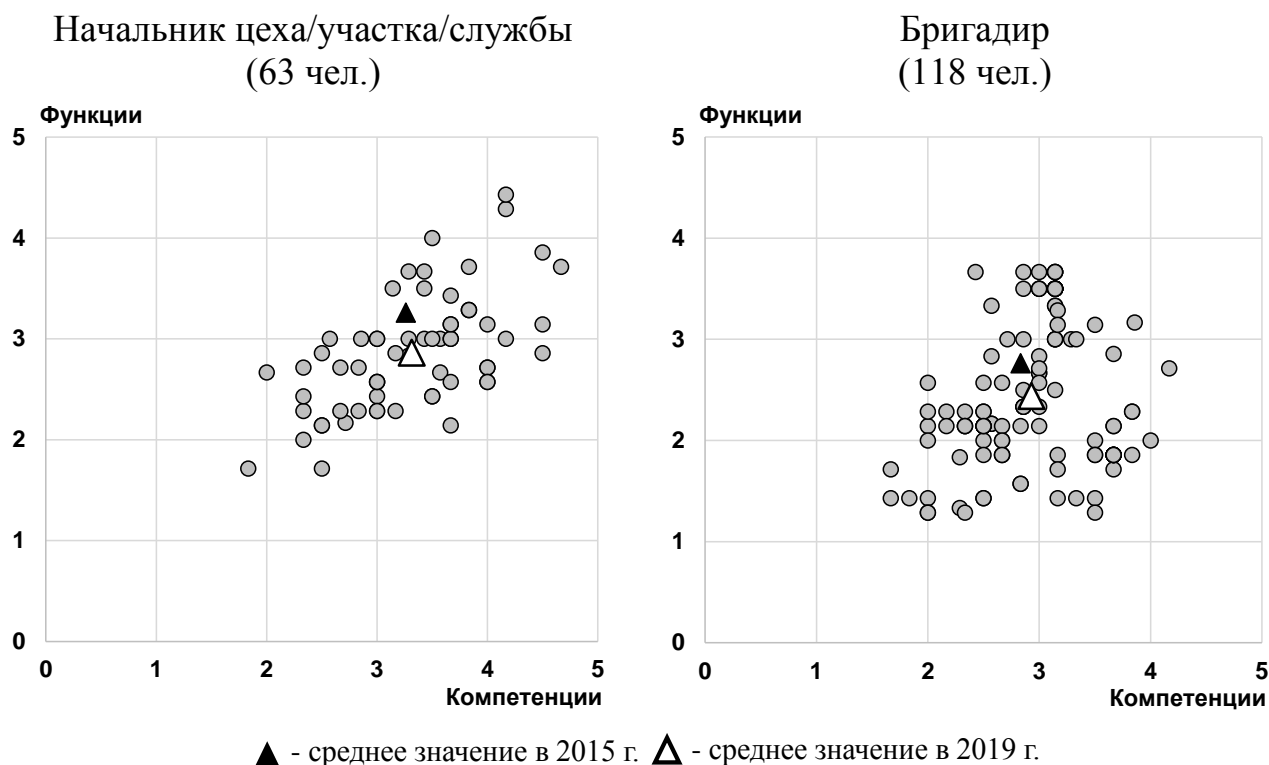 Начальник цеха/участка/службы
(63 чел.)
Функции
5
4
3
2
1
0
0 1 2 3 4 5
Компетенции
Бригадир
(118 чел.)
Функции
5
4
3
2
1
0
0 1 2 3 4 5
Компетенции
- среднее значение в 2015 г. - среднее значение в 2019 г.